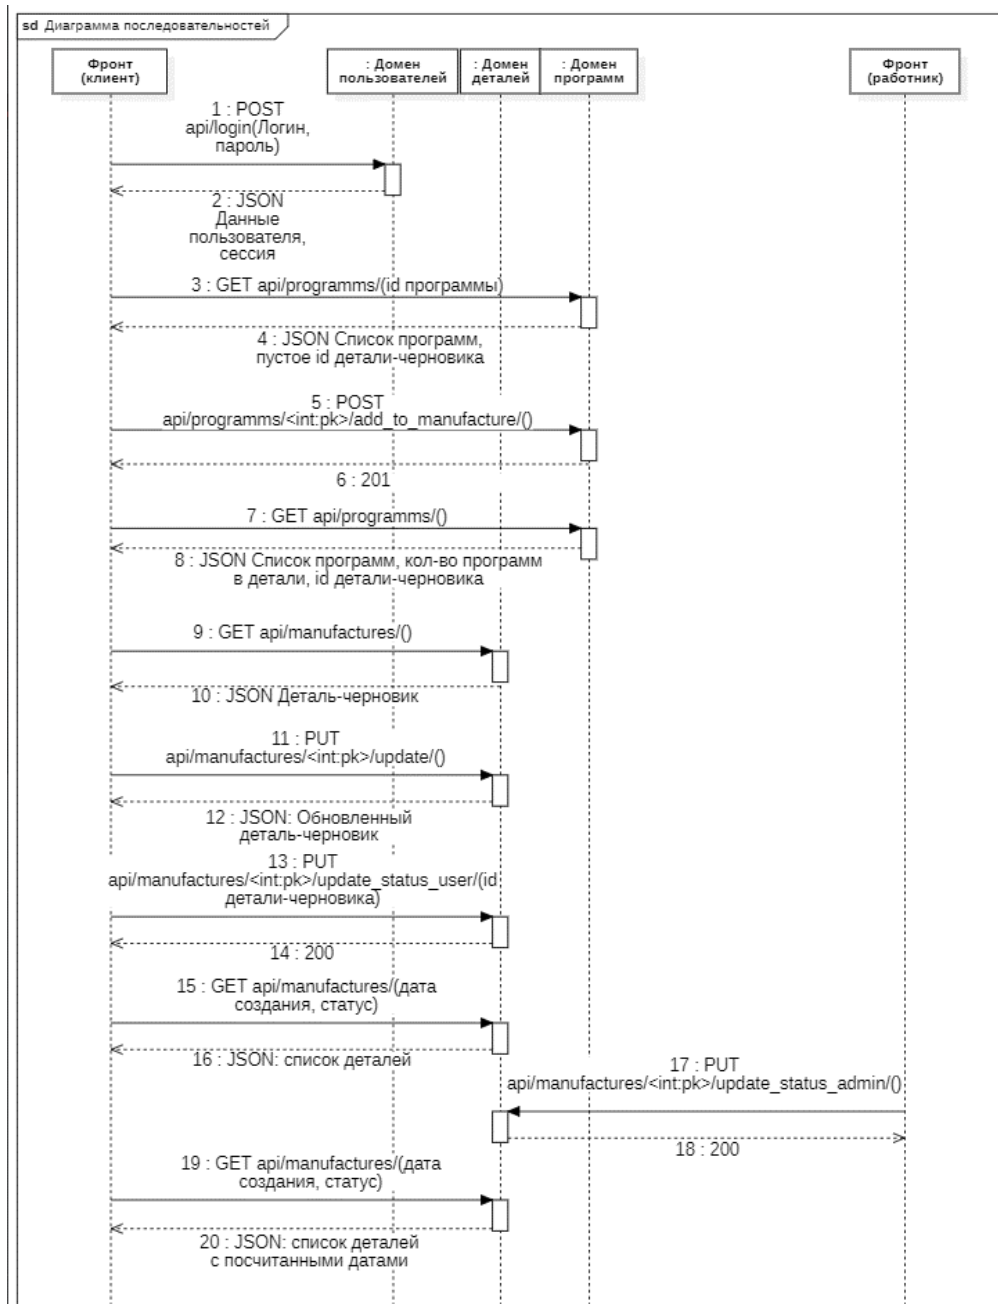 sd Диаграмма последовательностей
Фронт
(клиент)
: Домен
пользователей
: Домен
деталей
: Домен
программ
Фронт
(работник)
1 : POST
api/login(Логин,
пароль)
2 : JSON
Данные
пользователя,
сессия
3 : GET api/programms/(id программы)
4 : JSON Список программ,
пустое id детали-черновика
5 : POST
api/programms/<int:pk>/add_to_manufacture/()
6 : 201
7 : GET api/programms/()
8 : JSON Список программ, кол-во программ
в детали, id детали-черновика
9 : GET api/manufactures/()
10 : JSON Деталь-черновик
11 : PUT
api/manufactures/<int:pk>/update/()
12 : JSON: Обновленный
деталь-черновик
13 : PUT
api/manufactures/<int:pk>/update_status_user/(id
детали-черновика)
14 : 200
15 : GET api/manufactures/(дата
создания, статус)
16 : JSON: список деталей
17 : PUT
api/manufactures/<int:pk>/update_status_admin/()
18 : 200
19 : GET api/manufactures/(дата
создания, статус)
20 : JSON: список деталей
с посчитанными датами